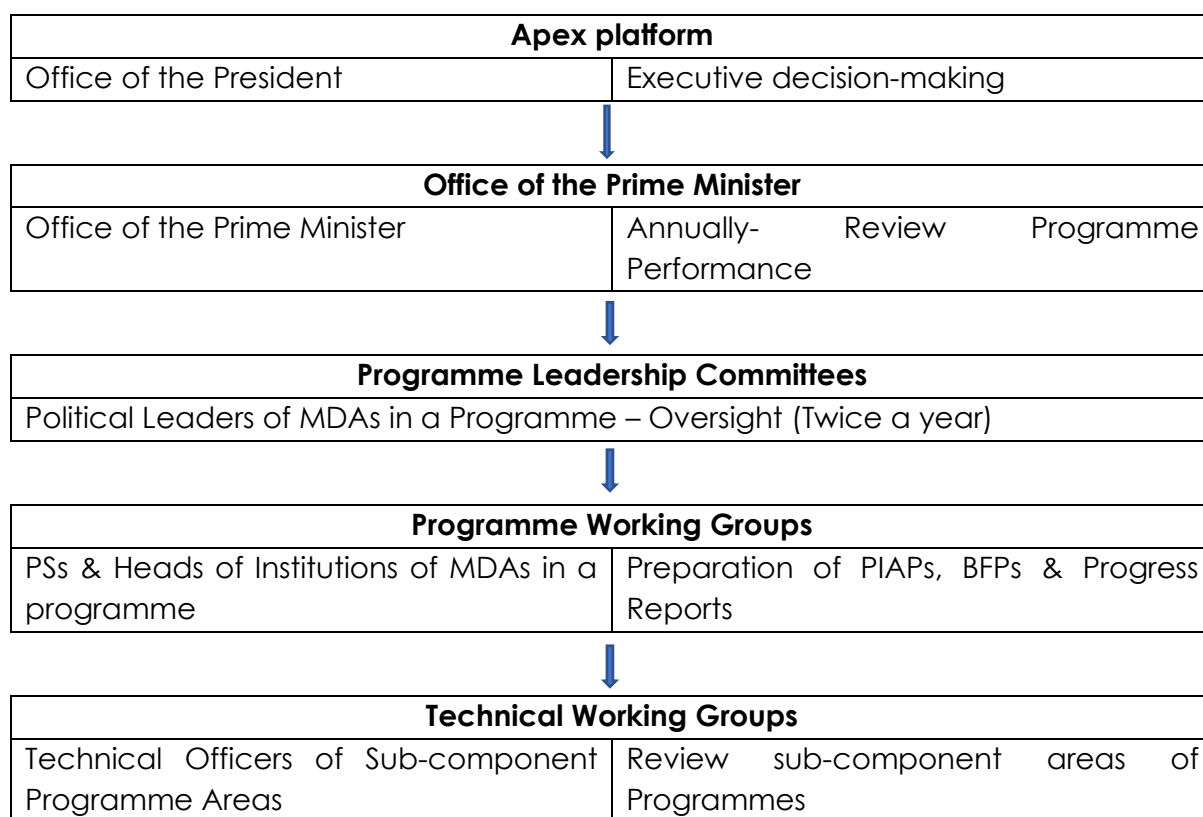 Apex platform
Office of the President
Executive decision-making
Office of the Prime Minister
Office of the Prime Minister
Annually- Review Programme
Performance
Programme Leadership Committees
Political Leaders of MDAs in a Programme – Oversight (Twice a year)
Programme Working Groups
PSs & Heads of Institutions of MDAs in a
programme
Preparation of PIAPs, BFPs & Progress
Reports
Technical Working Groups
Technical Officers of Sub-component
Programme Areas
Review sub-component areas of
Programmes